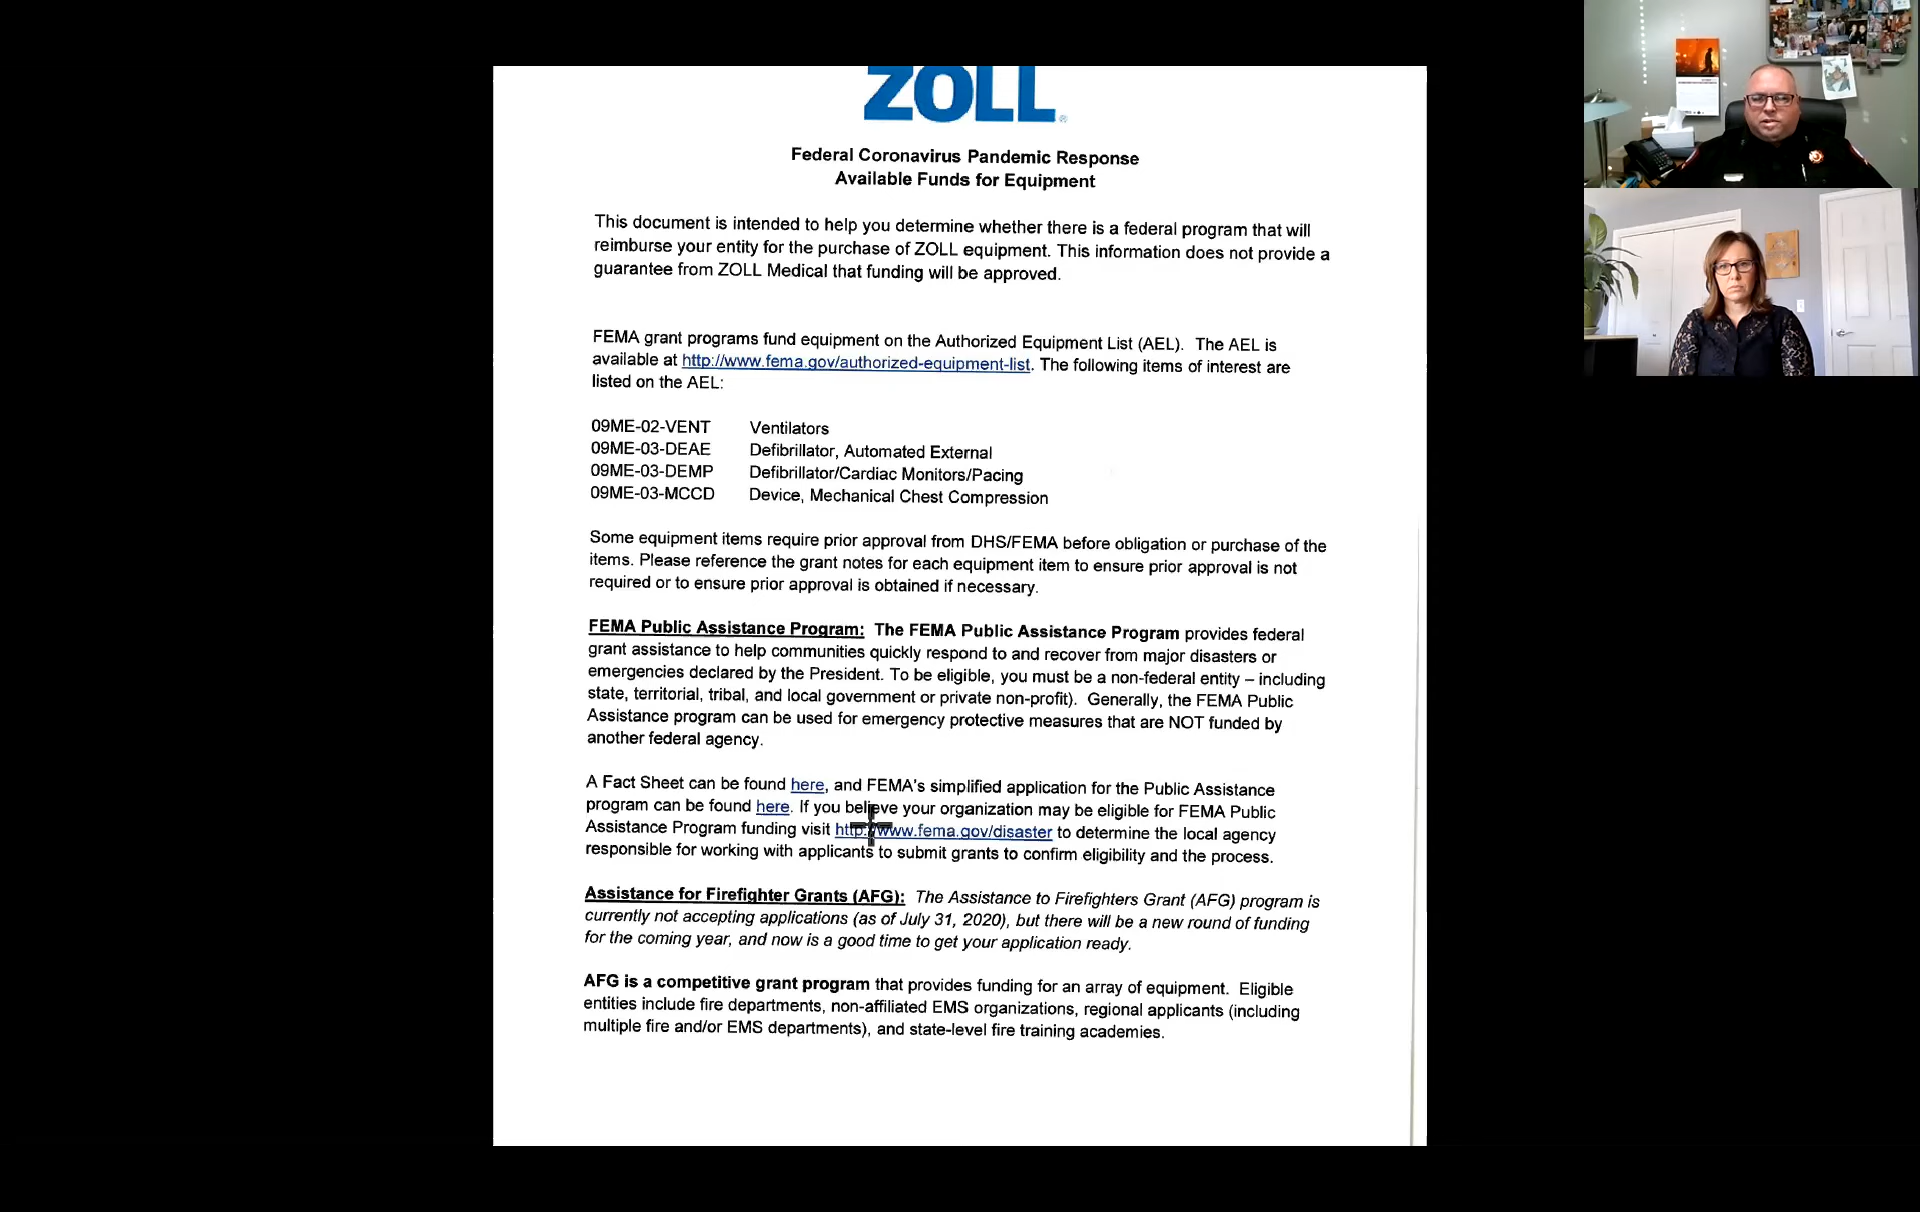 ZOLL®
Federal Coronavirus Pandemic Response
Available Funds for Equipment
This document is intended to help you determine whether there is a federal program that will
reimburse your entity for the purchase of ZOLL equipment. This information does not provide a
guarantee from ZOLL Medical that funding will be approved.
FEMA grant programs fund equipment on the Authorized Equipment List (AEL). The AEL is
available at http://www.fema.gov/authorized-equipment-list. The following items of interest are
listed on the AEL:
09ME-02-VENT Ventilators
09ME-03-DEAE Defibrillator, Automated External
09ME-03-DEMP Defibrillator/Cardiac Monitors/Pacing
09ME-03-MCCD Device, Mechanical Chest Compression
Some equipment items require prior approval from DHS/FEMA before obligation or purchase of the
items. Please reference the grant notes for each equipment item to ensure prior approval is not
required or to ensure prior approval is obtained if necessary.
FEMA Public Assistance Program: The FEMA Public Assistance Program provides federal
grant assistance to help communities quickly respond to and recover from major disasters or
emergencies declared by the President. To be eligible, you must be a non-federal entity – including
state, territorial, tribal, and local government or private non-profit). Generally, the FEMA Public
Assistance program can be used for emergency protective measures that are NOT funded by
another federal agency.
A Fact Sheet can be found here, and FEMA's simplified application for the Public Assistance
program can be found here. If you believe your organization may be eligible for FEMA Public
Assistance Program funding visit http://www.fema.gov/disaster to determine the local agency
responsible for working with applicants to submit grants to confirm eligibility and the process.
Assistance for Firefighter Grants (AFG): The Assistance to Firefighters Grant (AFG) program is
currently not accepting applications (as of July 31, 2020), but there will be a new round of funding
for the coming year, and now is a good time to get your application ready.
AFG is a competitive grant program that provides funding for an array of equipment. Eligible
entities include fire departments, non-affiliated EMS organizations, regional applicants (including
multiple fire and/or EMS departments), and state-level fire training academies.